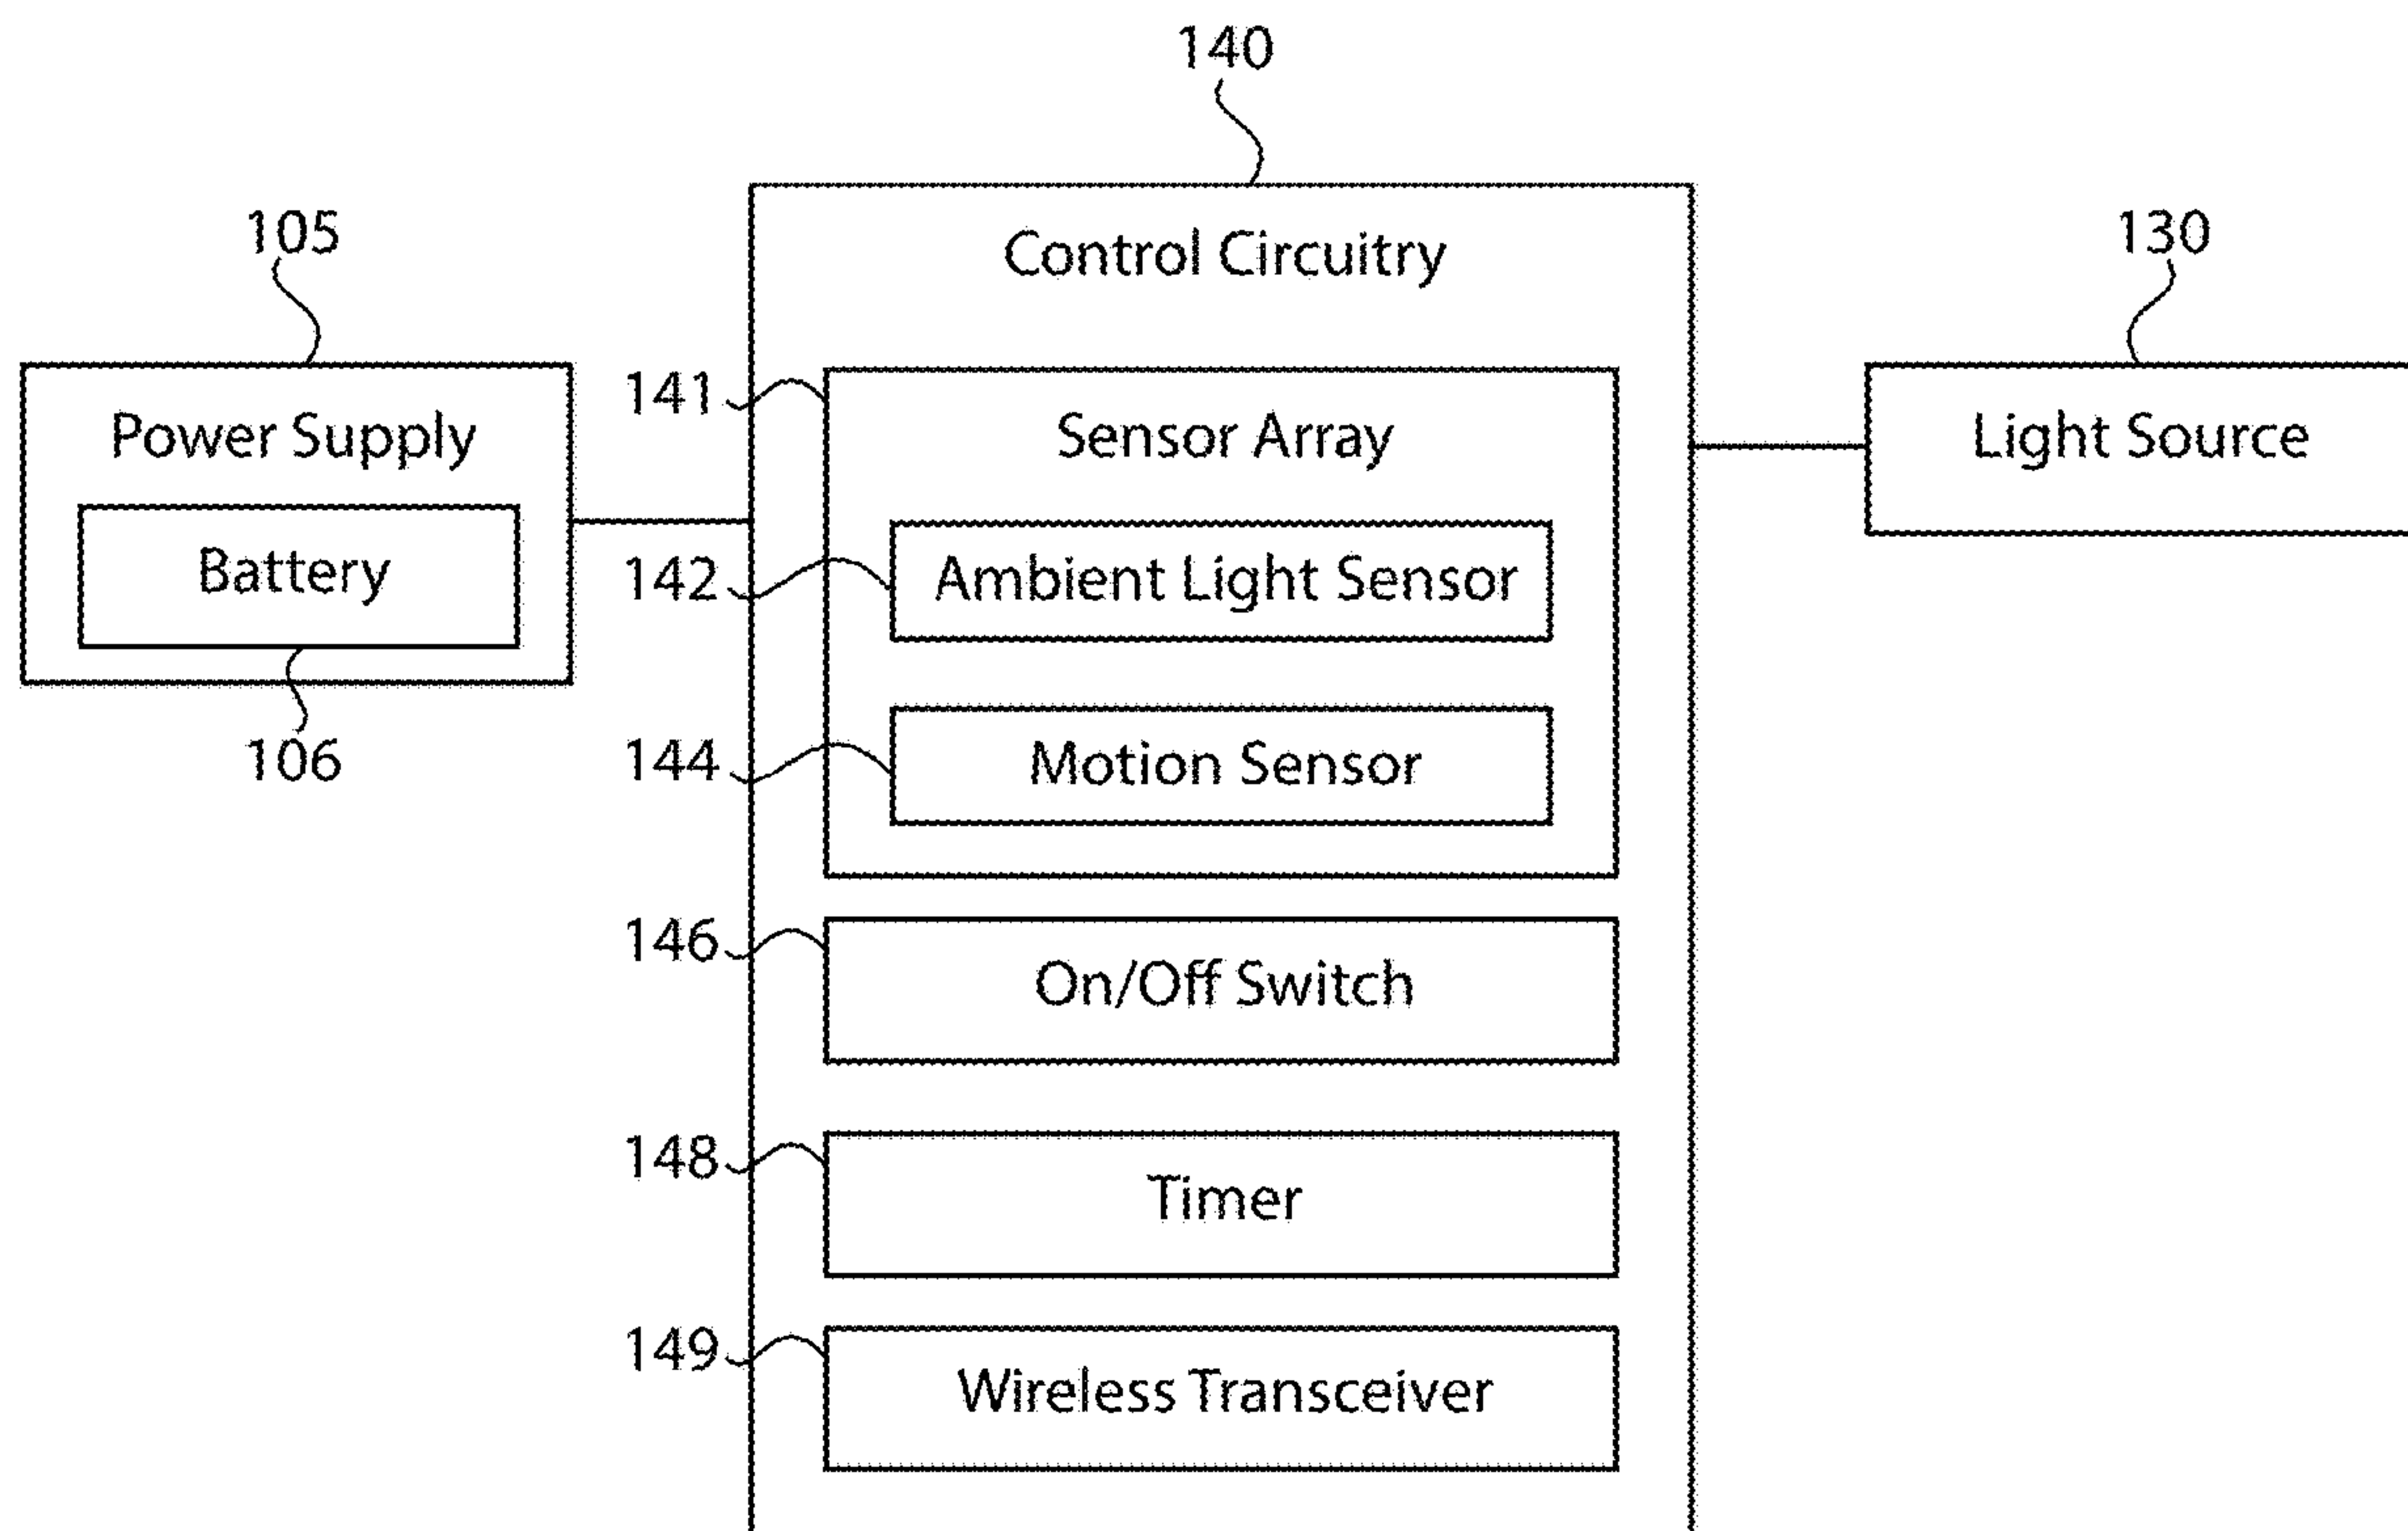 140
105
Control Circuitry
130
141
Power Supply
Sensor Array
Light Source
Battery
142
Ambient Light Sensor
106
144
Motion Sensor
146
On/Off Switch
148
Timer
149
Wireless Transceiver